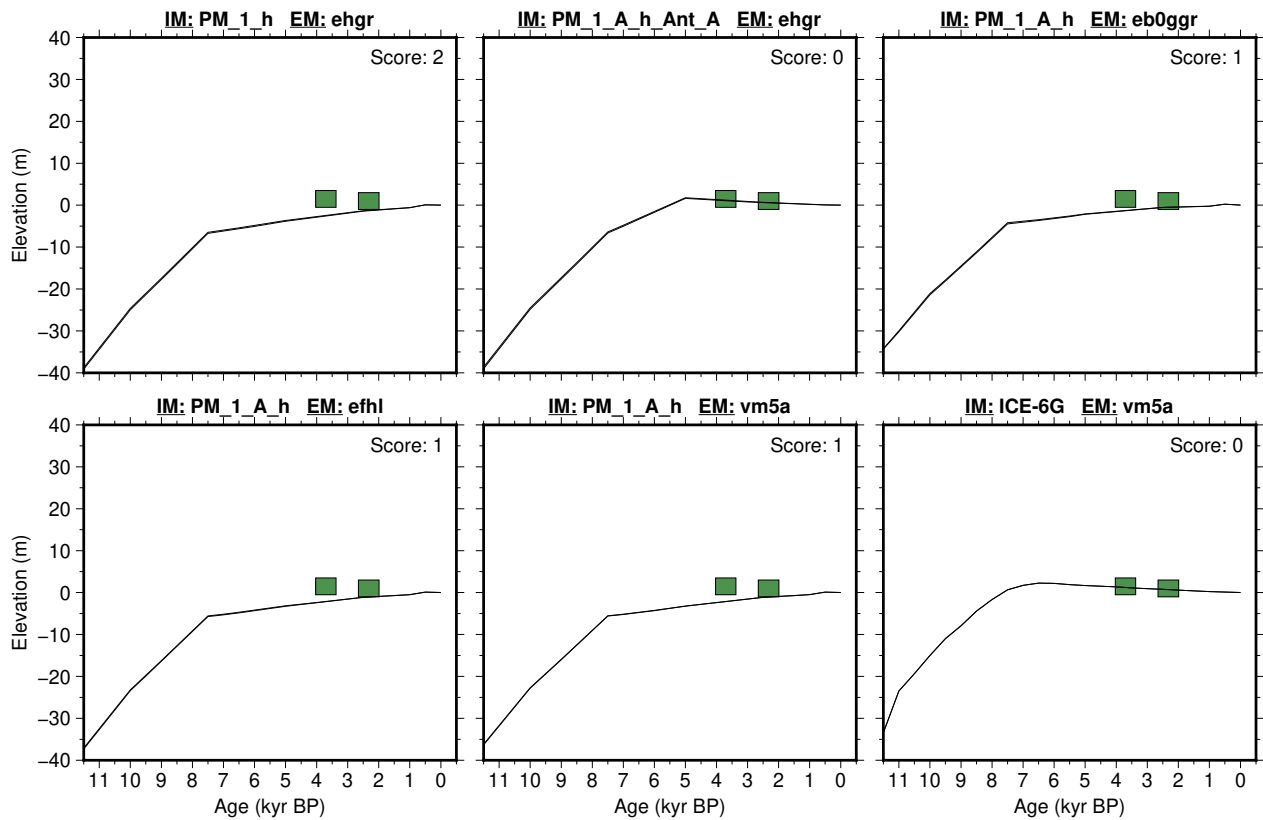 IM: PM_1_h EM: ehgr
IM: PM_1_A_h_Ant_A EM: ehgr
IM: PM_1_A_h EM: eb0ggr
Score: 2
Score: 0
Score: 1
40
30
20
10
0
−10
−20
−30
−40
Elevation (m)
IM: PM_1_A_h EM: efhl
IM: PM_1_A_h EM: vm5a
IM: ICE-6G EM: vm5a
Score: 1
Score: 1
Score: 0
40
30
20
10
0
−10
−20
−30
−40
Elevation (m)
11 10 9 8 7 6 5 4 3 2 1 0
11 10 9 8 7 6 5 4 3 2 1 0
11 10 9 8 7 6 5 4 3 2 1 0
Age (kyr BP)
Age (kyr BP)
Age (kyr BP)